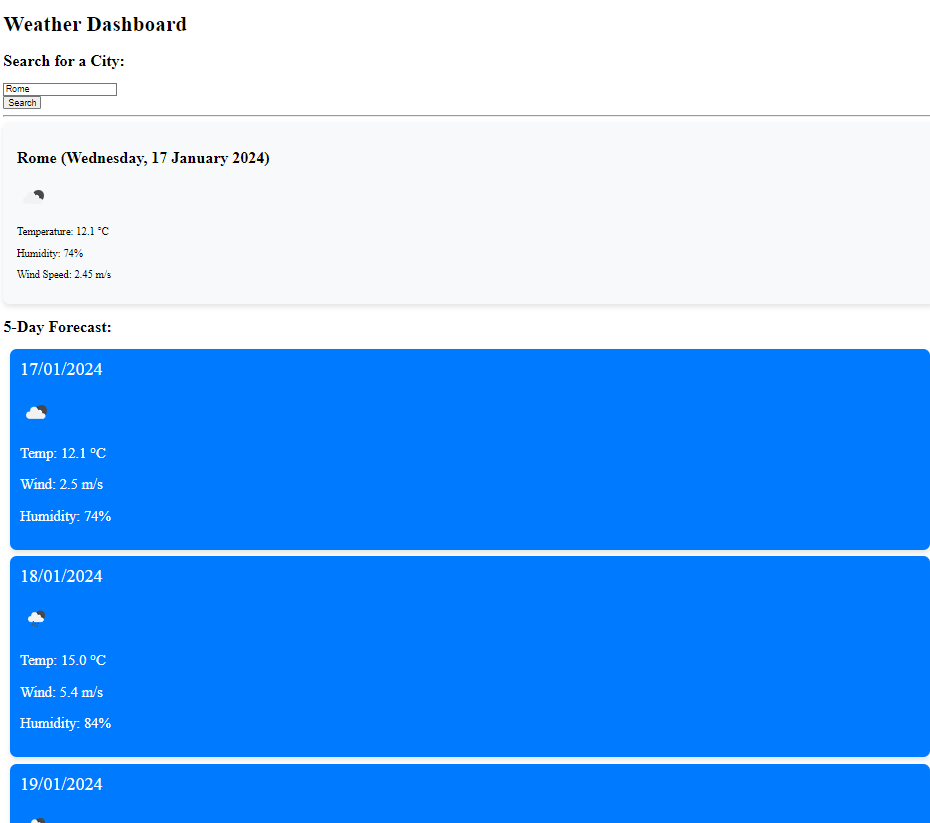 Weather Dashboard
Search for a City:
Rome
Search
Rome (Wednesday, 17 January 2024)
Temperature: 12.1 °C
Humidity: 74%
Wind Speed: 2.45 m/s
5-Day Forecast:
17/01/2024
Temp: 12.1 °C
Wind: 2.5 m/s
Humidity: 74%
18/01/2024
Temp: 15.0 °C
Wind: 5.4 m/s
Humidity: 84%
19/01/2024